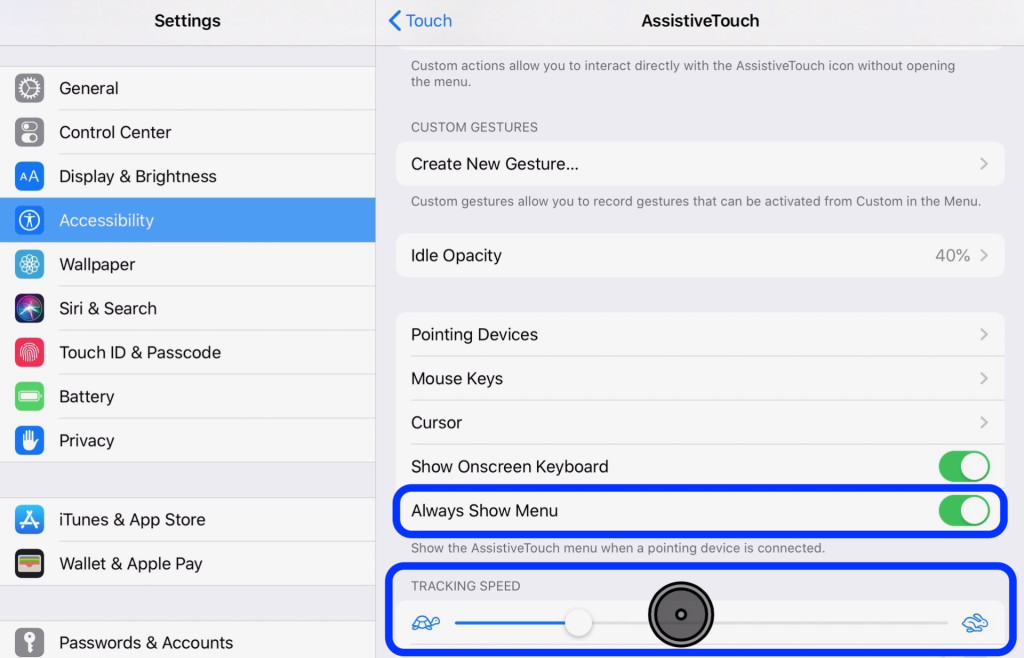 Settings
General
Control Center
AA Display & Brightness
Accessibility
Wallpaper
Siri & Search
Touch ID & Passcode
Battery
Privacy
iTunes & App Store
Wallet & Apple Pay
Passwords & Accounts
Touch
AssistiveTouch
Custom actions allow you to interact directly with the AssistiveTouch icon without opening
the menu.
CUSTOM GESTURES
Create New Gesture...
Custom gestures allow you to record gestures that can be activated from Custom in the Menu.
Idle Opacity 40%
Pointing Devices
Mouse Keys
Cursor
Show Onscreen Keyboard
Always Show Menu
Show the AssistiveTouch menu when a pointing device is connected.
TRACKING SPEED